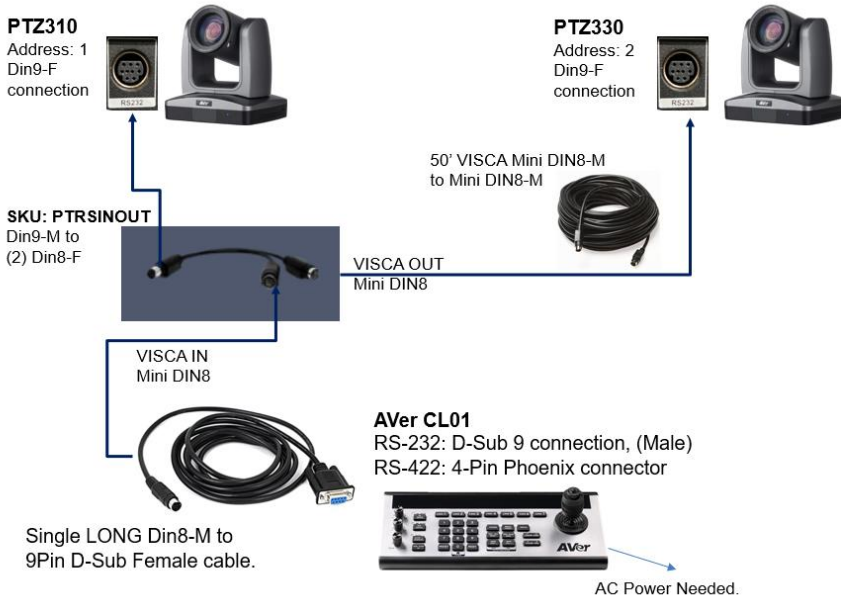 PTZ310
Address: 1
Din9-F
connection
RS232
AVer
PTZ330
Address: 2
Din9-F
connection
RS232
AVer
50' VISCA Mini DIN8-M
to Mini DIN8-M
SKU: PTRSINOUT
Din9-M to
(2) Din8-F
VISCA OUT
Mini DIN8
VISCA IN
Mini DIN8
AVer CL01
RS-232: D-Sub 9 connection, (Male)
RS-422: 4-Pin Phoenix connector
Single LONG Din8-M to
9Pin D-Sub Female cable.
AVer
AC Power Needed.